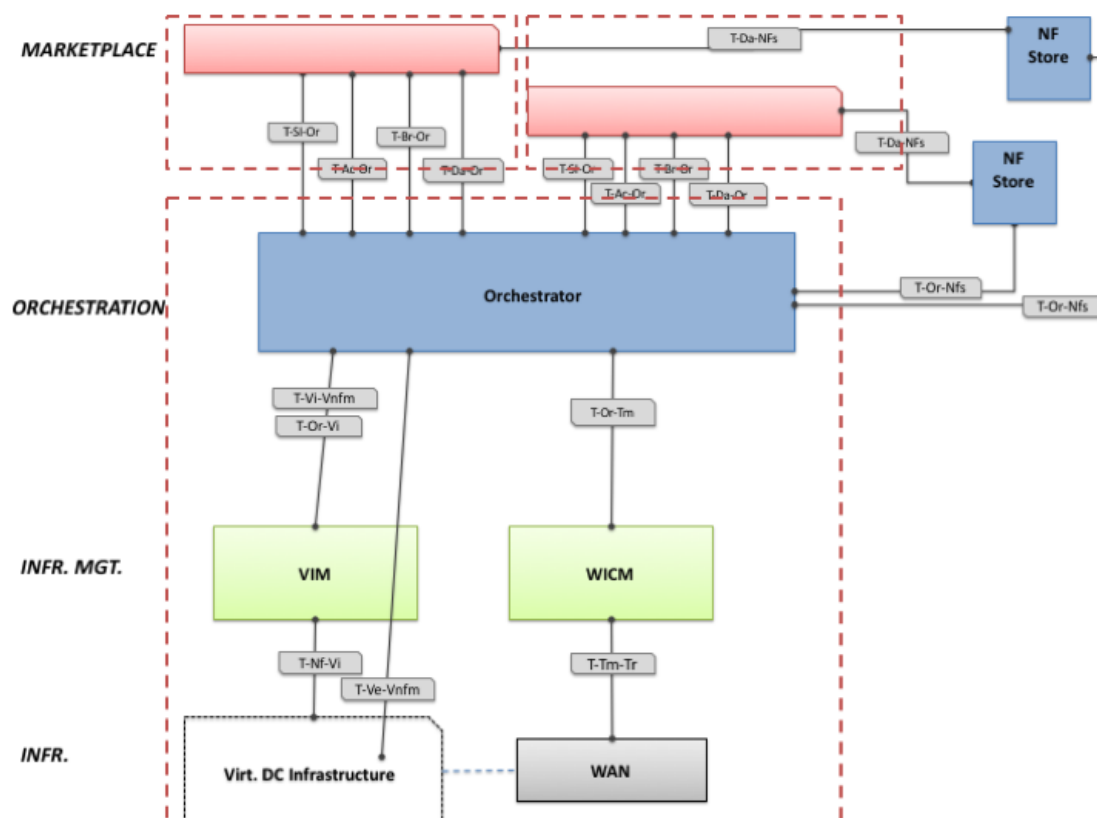 MARKETPLACE
T-Da-NFs
NF
Store
T-Sl-Or
T-Br-Or
T-Ac-Or
T-Da-Or
T-Da-NFs
T-Sl-Or
T-Br-Or
T-Ac-Or
T-Da-Or
NF
Store
ORCHESTRATION
Orchestrator
T-Or-Nfs
T-Or-Nfs
T-Vi-Vnfm
T-Or-Vi
T-Or-Tm
INFR. MGT.
VIM
WICM
T-Nf-Vi
T-Tm-Tr
T-Ve-Vnfm
INFR.
Virt. DC Infrastructure
WAN